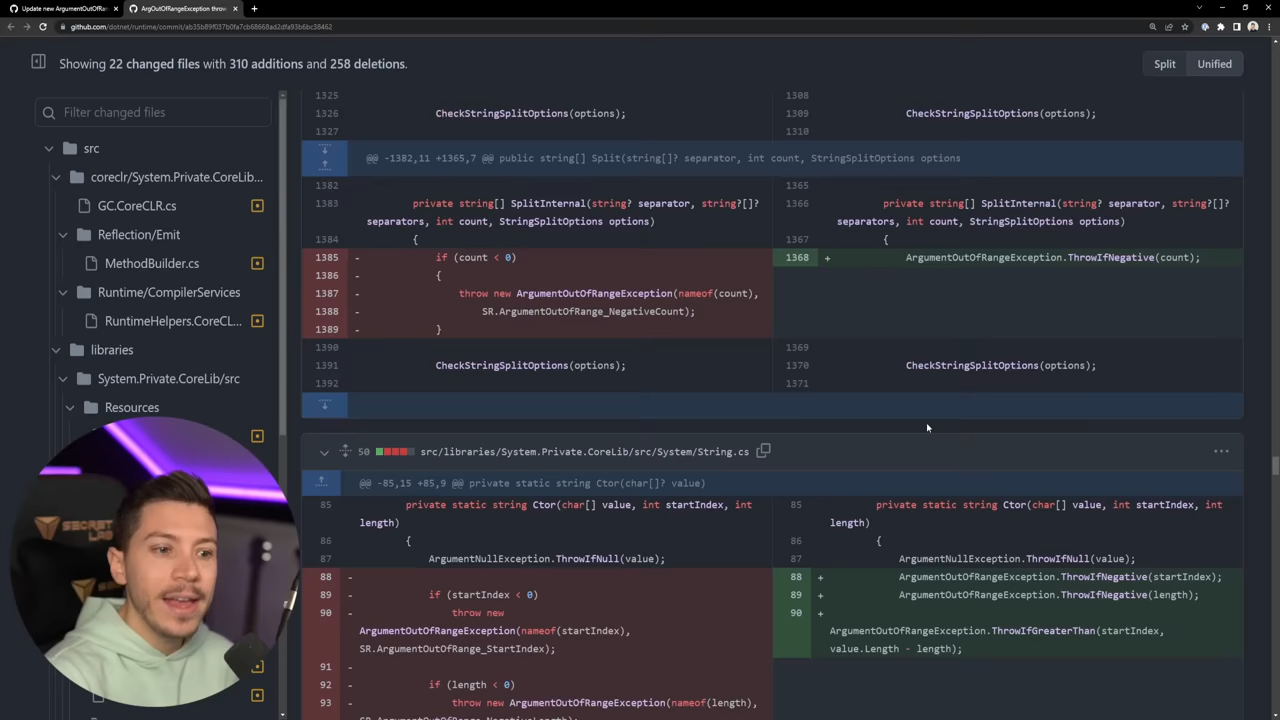 Update new ArgumentOutOfR
ArgOutOfRangeException throw
github.com/dotnet/runtime/commit/ab35b89f037b0fa7cb68668ad2dfa93b6bc38462
Showing 22 changed files with 310 additions and 258 deletions.
Split
Unified
Filter changed files
src
coreclr/System.Private.CoreLib...
GC.CoreCLR.cs
Reflection/Emit
MethodBuilder.cs
Runtime/CompilerServices
RuntimeHelpers.CoreCL...
libraries
System.Private.CoreLib/src
Resources
1325
1326 CheckStringSplitOptions(options);
1327
1308
1309 CheckStringSplitOptions(options);
1310
@@ -1382,11 +1365,7 @@ public string[] Split(string[]? separator, int count, StringSplitOptions options
1382
1383 private string[] SplitInternal(string? separator, string?[]?
separators, int count, StringSplitOptions options)
1384 {
1385 - if (count < 0)
1386 - {
1387 - throw new ArgumentOutOfRangeException(nameof(count),
1388 - SR.ArgumentOutOfRange_NegativeCount);
1389 - }
1390
1391 CheckStringSplitOptions(options);
1392
1365
1366 private string[] SplitInternal(string? separator, string?[]?
separators, int count, StringSplitOptions options)
1367 {
1368 + ArgumentOutOfRangeException.ThrowIfNegative(count);
1369
1370 CheckStringSplitOptions(options);
1371
50 src/libraries/System.Private.CoreLib/src/System/String.cs
@@ -85,15 +85,9 @@ private static string Ctor(char[]? value)
85 private static string Ctor(char[] value, int startIndex, int
length)
86 {
87 ArgumentNullException.ThrowIfNull(value);
88 - if (startIndex < 0)
89 - throw new
90 -
ArgumentOutOfRangeException(nameof(startIndex),
SR.ArgumentOutOfRange_StartIndex);
91 -
92 - if (length < 0)
93 - throw new ArgumentOutOfRangeException(nameof(length),
85 private static string Ctor(char[] value, int startIndex, int
length)
86 {
87 ArgumentNullException.ThrowIfNull(value);
88 + ArgumentOutOfRangeException.ThrowIfNegative(startIndex);
89 + ArgumentOutOfRangeException.ThrowIfNegative(length);
90 +
ArgumentOutOfRangeException.ThrowIfGreaterThan(startIndex,
value.Length - length);
SECRET